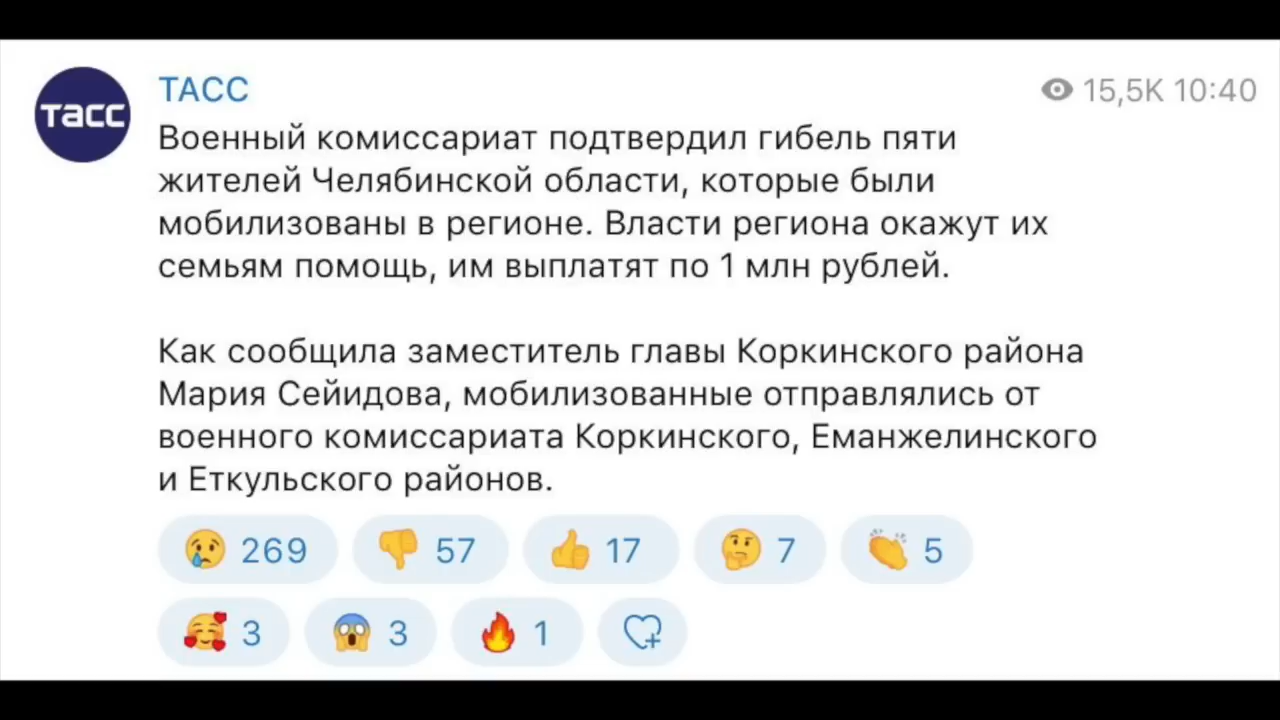 тасс
ТАСС
15,5K 10:40
Военный комиссариат подтвердил гибель пяти
жителей Челябинской области, которые были
мобилизованы в регионе. Власти региона окажут их
семьям помощь, им выплатят по 1 млн рублей.
Как сообщила заместитель главы Коркинского района
Мария Сейидова, мобилизованные отправлялись от
военного комиссариата Коркинского, Еманжелинского
и Еткульского районов.
269 57 17 7 5
3 3 1